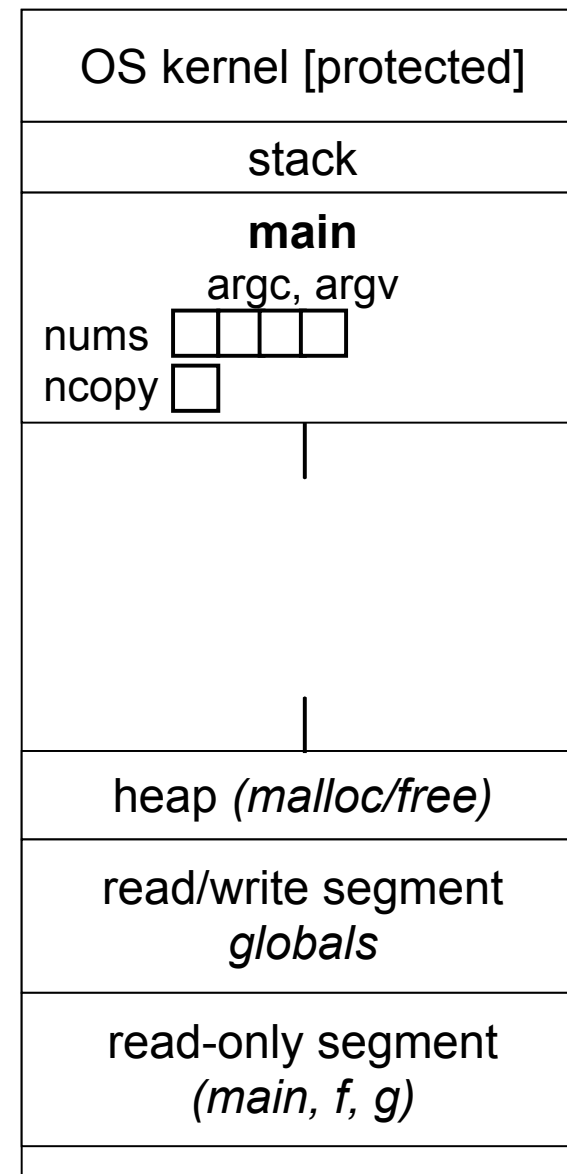 OS kernel [protected]
stack
main
argc, argv
nums
ncopy
heap (malloc/free)
read/write segment
globals
read-only segment
(main, f, g)